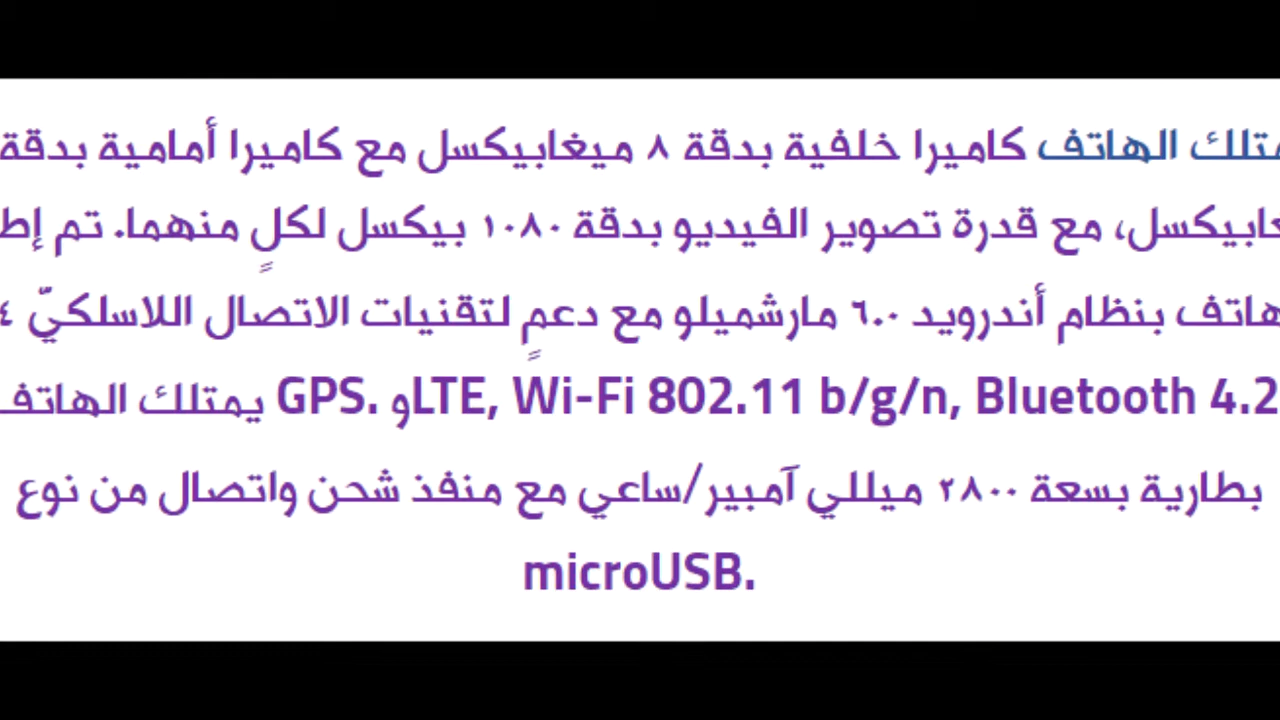 متلك الهاتف كاميرا خلفية بدقة ٨ ميغابيكسل مع كاميرا أمامية بدقة
ابيكسل، مع قدرة تصوير الفيديو بدقة ١٠٨٠ بيكسل لكلٍ منهما. تم إط
هاتف بنظام أندرويد ٦.٠ مارشميلو مع دعمٍ لتقنيات الاتصال اللاسلكيّ ٤
LTE, Wi-Fi 802.11 b/g/n, Bluetooth 4.2 وGPS. يمتلك الهاتف
بطارية بسعة ٢٨٠٠ ميللي آمبير/ساعي مع منفذ شحن واتصال من نوع
microUSB.